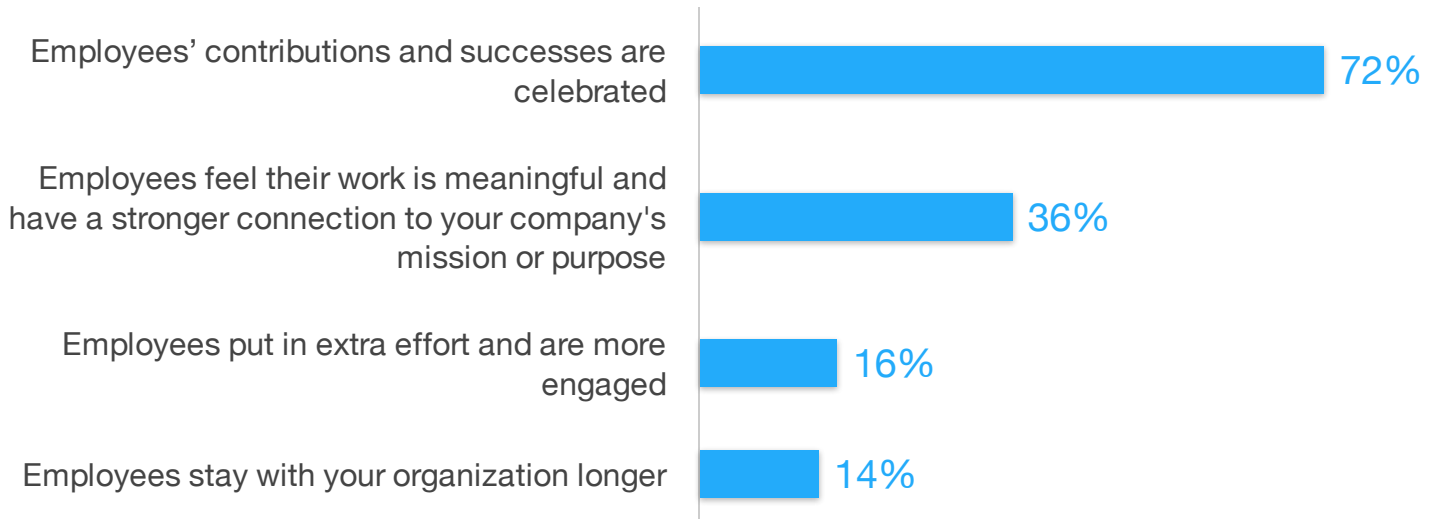 Employees’ contributions and successes are
celebrated
72%
Employees feel their work is meaningful and
have a stronger connection to your company's
mission or purpose
36%
Employees put in extra effort and are more
engaged
16%
Employees stay with your organization longer
14%